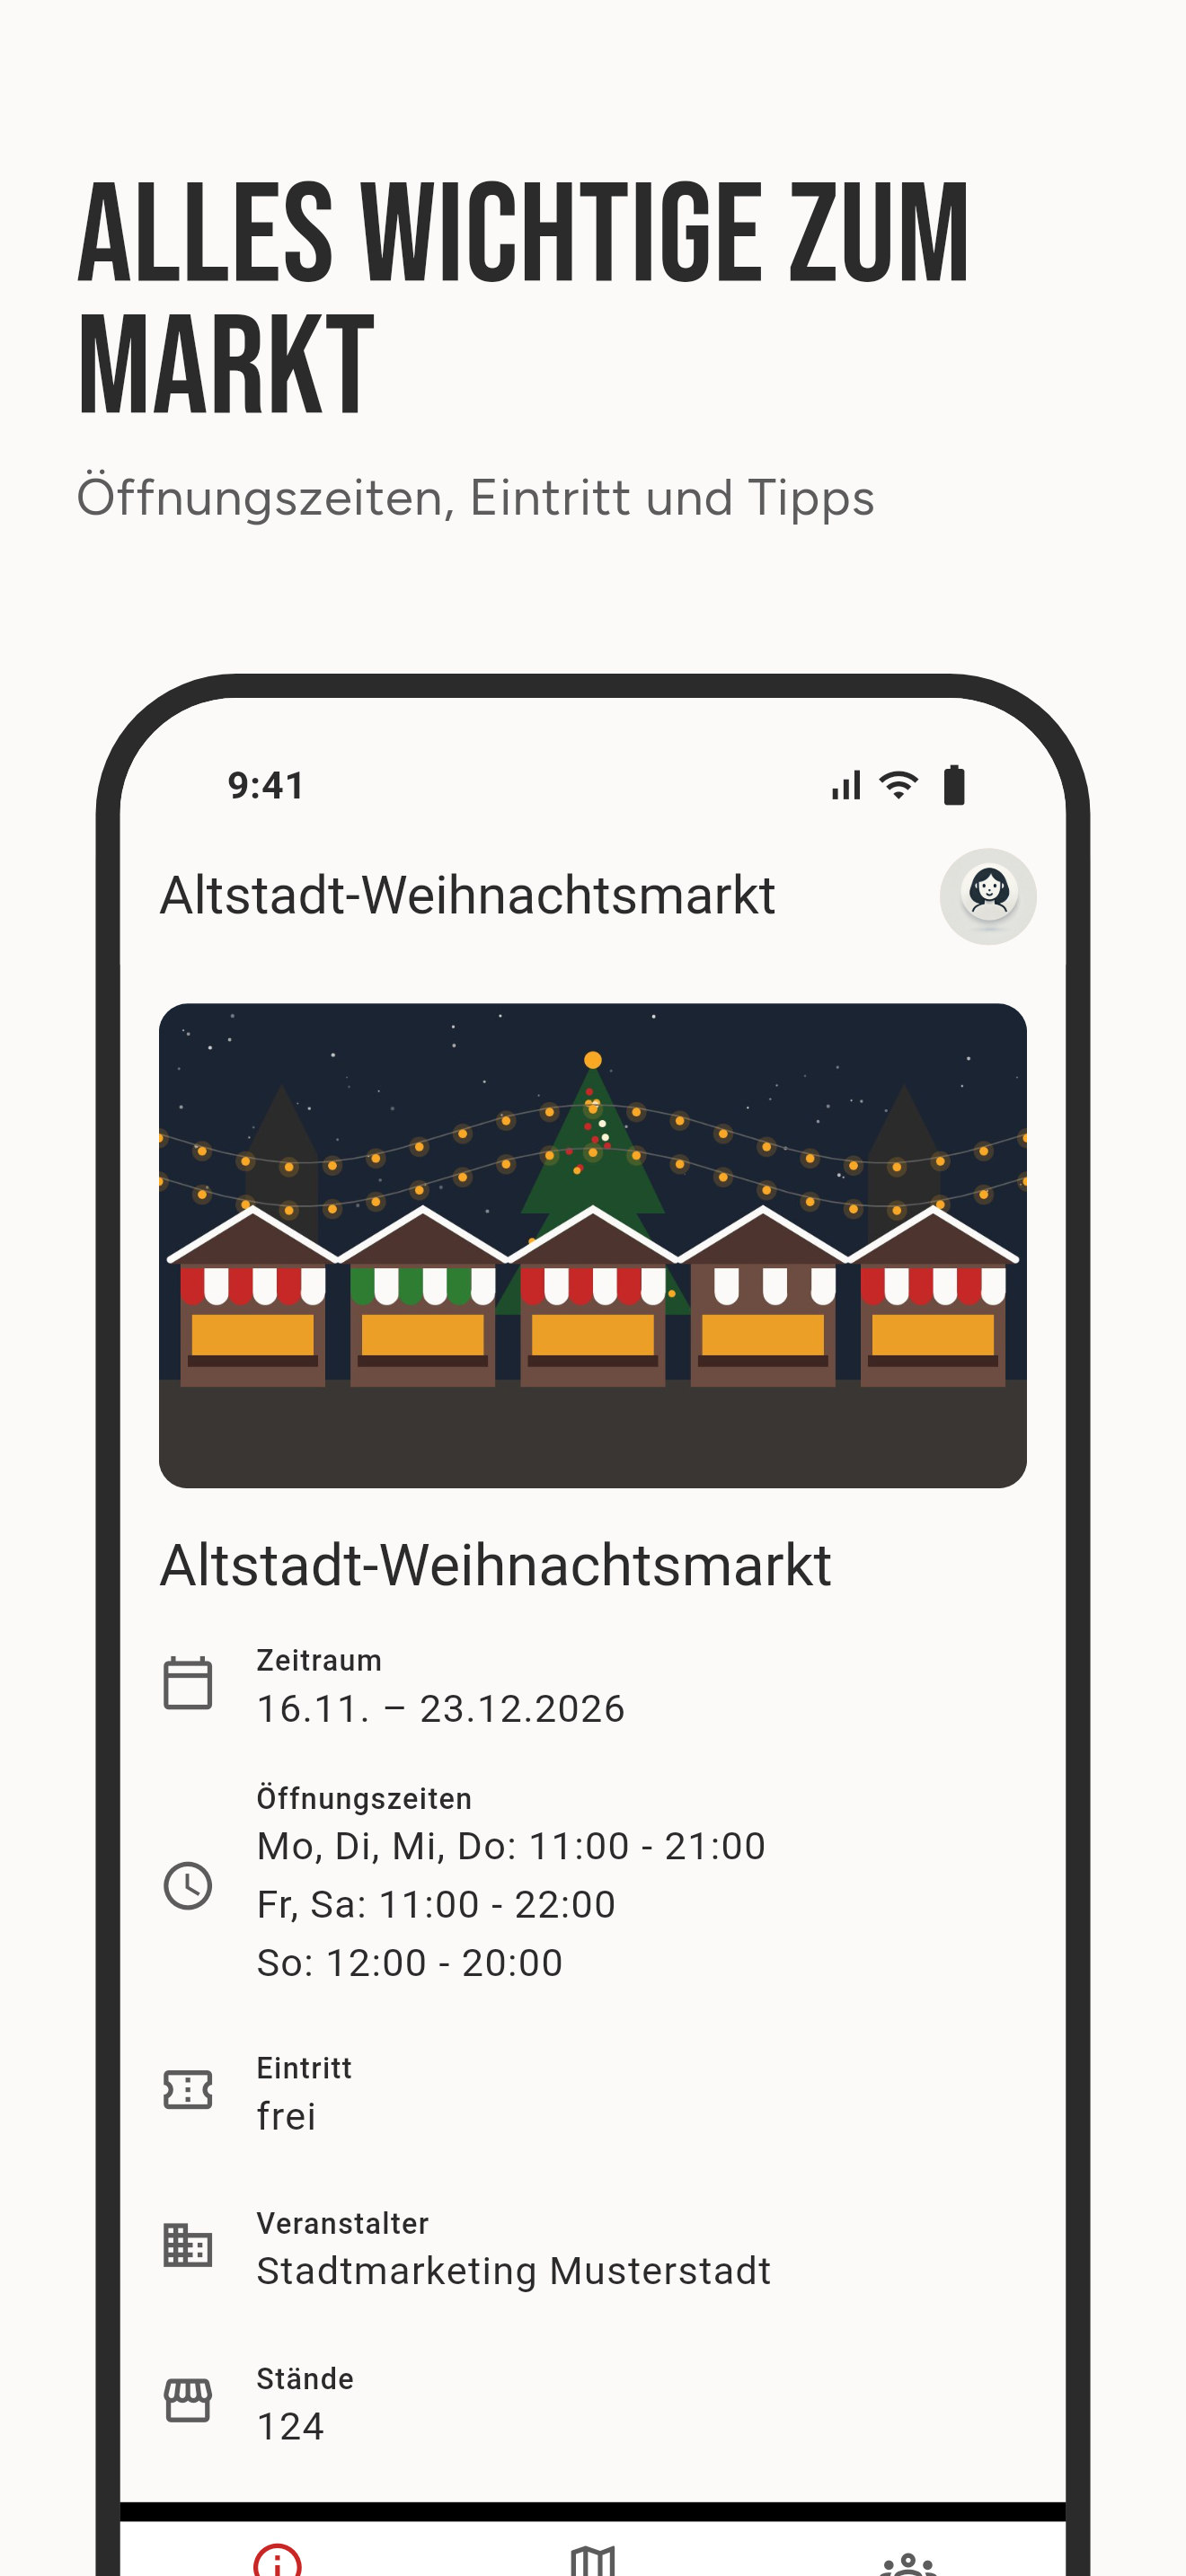 ALLES WICHTIGE ZUM
MARKT
Öffnungszeiten, Eintritt und Tipps
9:41
Altstadt-Weihnachtsmarkt
Altstadt-Weihnachtsmarkt
Zeitraum
16.11. – 23.12.2026
Öffnungszeiten
Mo, Di, Mi, Do: 11:00 - 21:00
Fr, Sa: 11:00 - 22:00
So: 12:00 - 20:00
Eintritt
frei
Veranstalter
Stadtmarketing Musterstadt
Stände
124